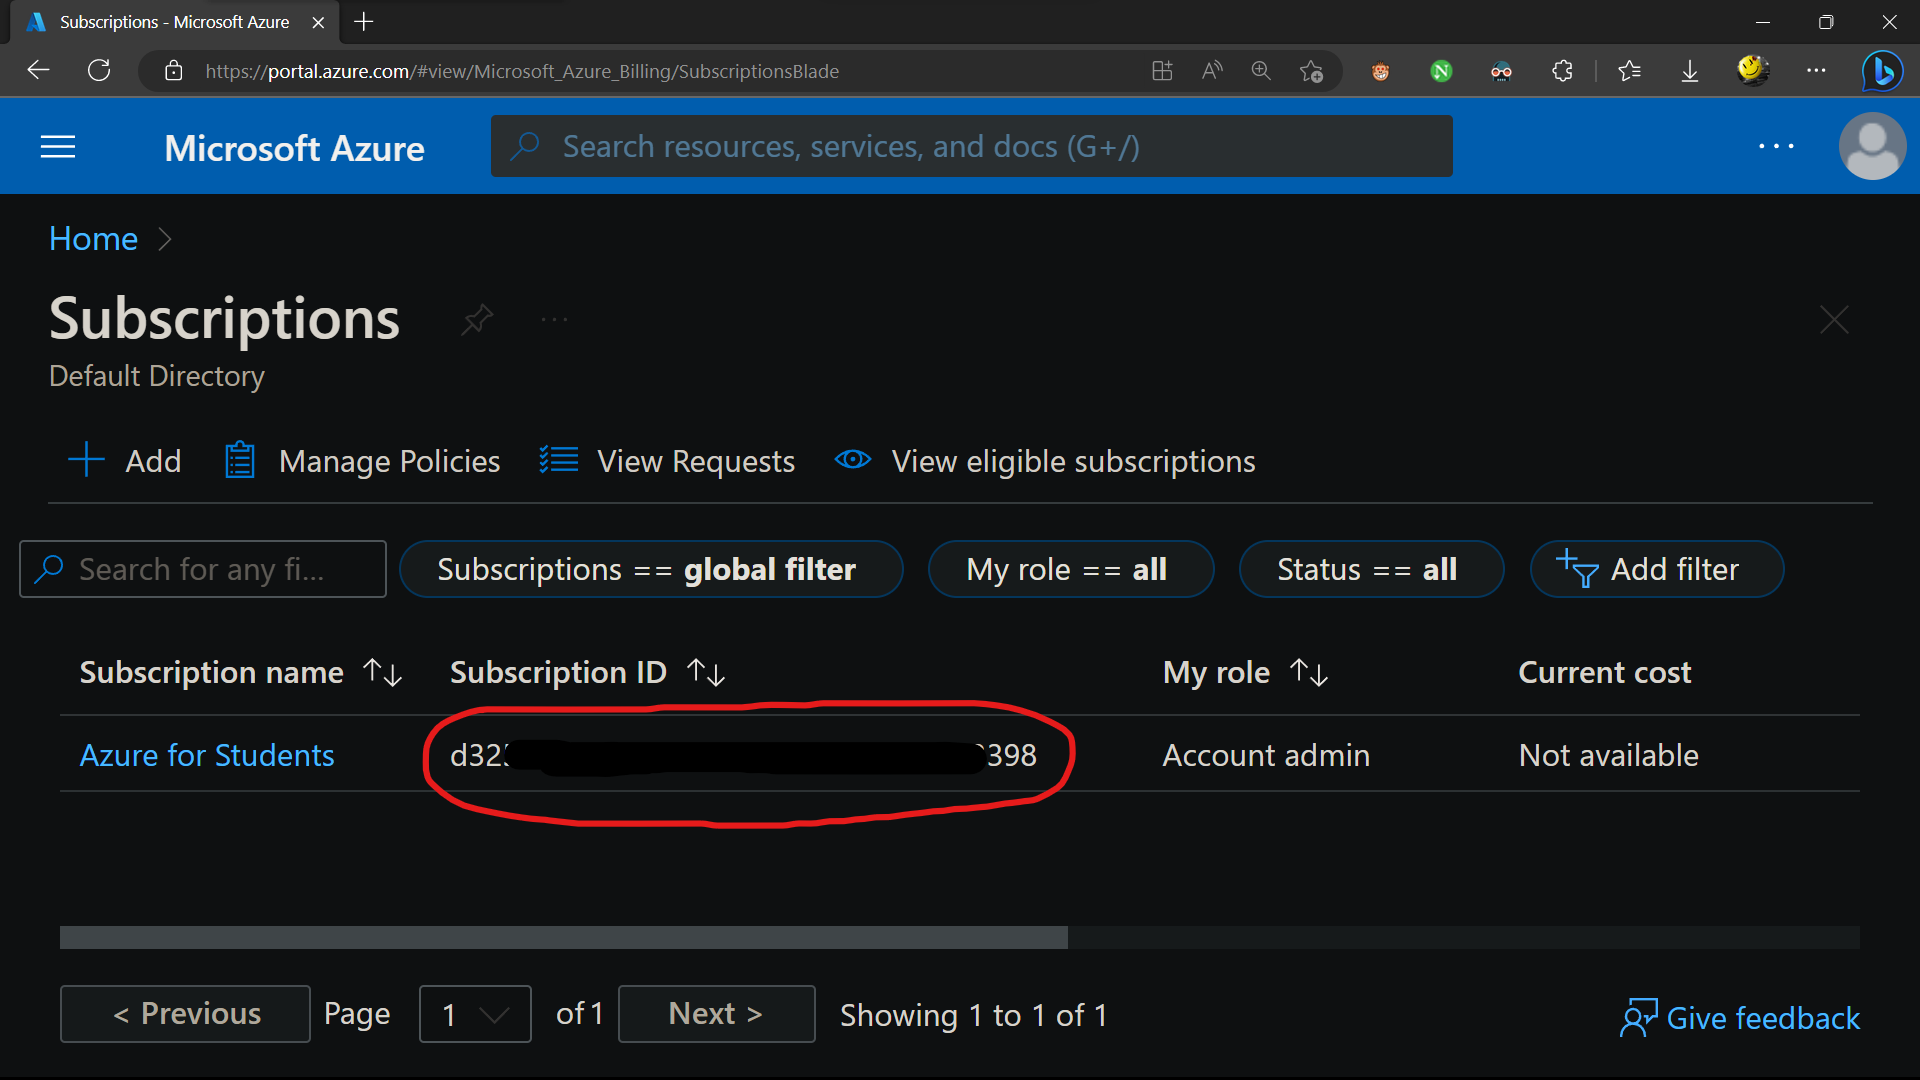 Subscriptions - Microsoft Azure
https://portal.azure.com/#view/Microsoft_Azure_Billing/SubscriptionsBlade
Microsoft Azure
Search resources, services, and docs (G+/)
Home
Subscriptions
Default Directory
Add
Manage Policies
View Requests
View eligible subscriptions
Search for any fi...
Subscriptions == global filter
My role == all
Status == all
Add filter
Subscription name
Subscription ID
My role
Current cost
Azure for Students
d32
398
Account admin
Not available
< Previous
Page
1
of 1
Next >
Showing 1 to 1 of 1
Give feedback